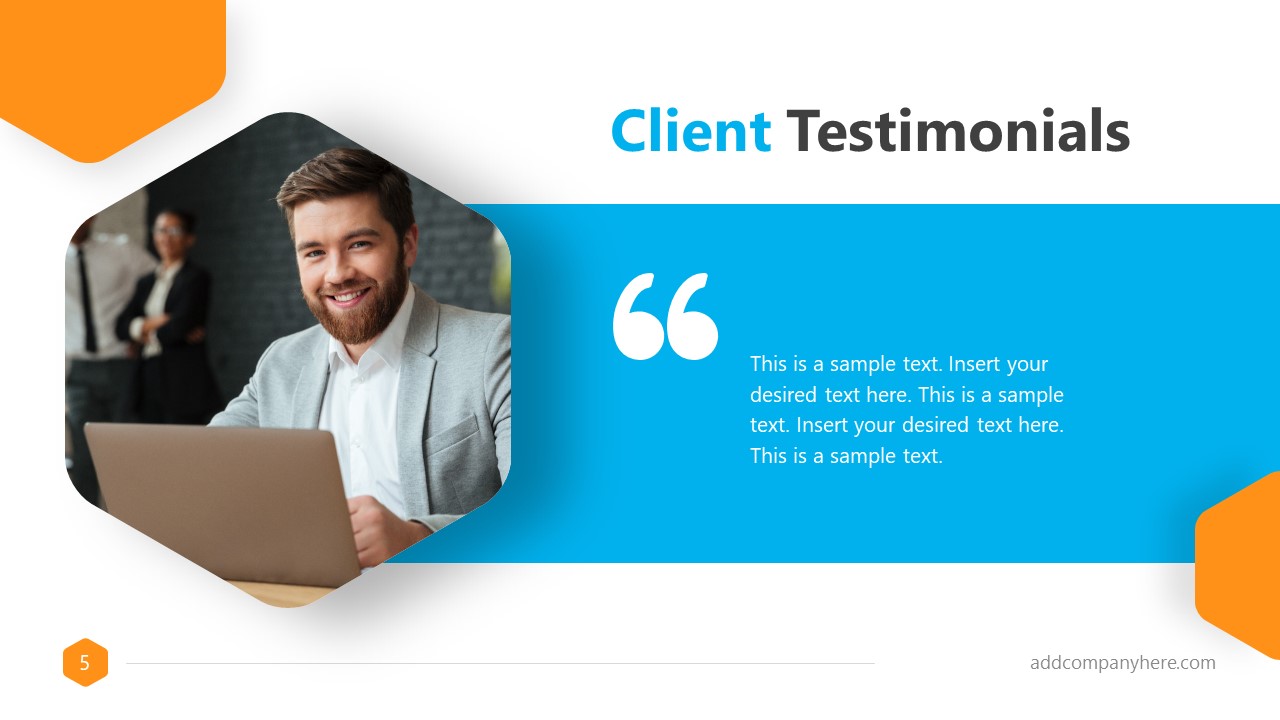 Client Testimonials
“
This is a sample text. Insert your
desired text here. This is a sample
text. Insert your desired text here.
This is a sample text.
5
addcompanyhere.com